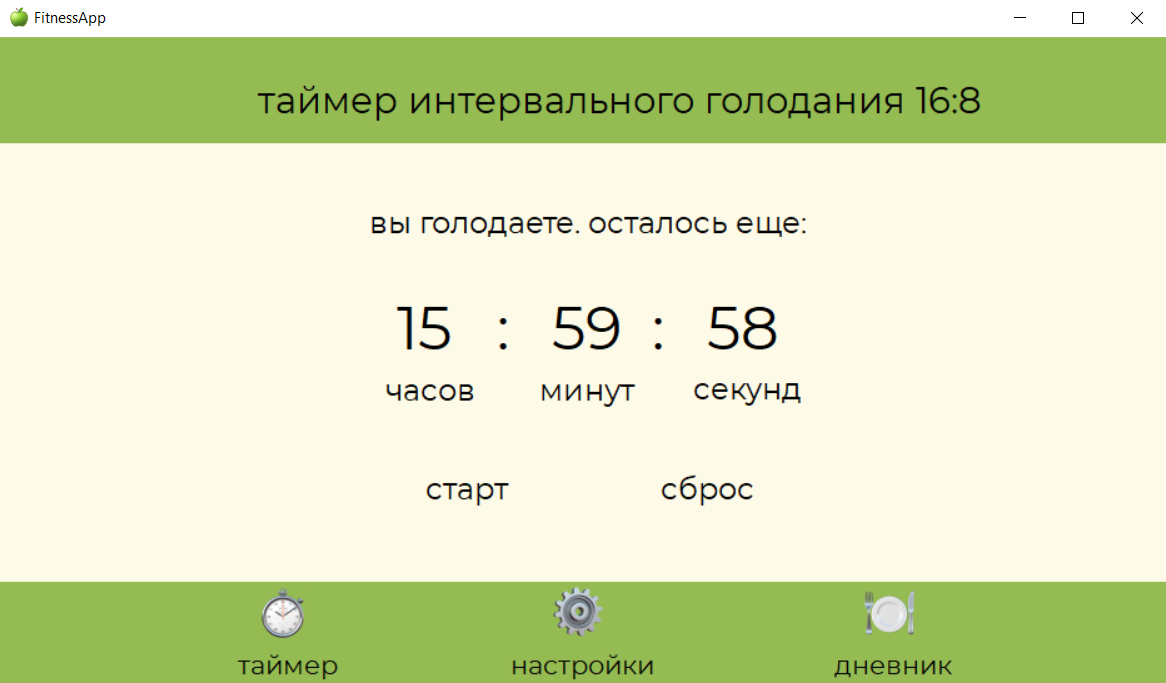 FitnessApp
таймер интервального голодания 16:8
вы голодаете. осталось еще:
15 : 59 : 58
часов минут секунд
старт сброс
таймер настройки дневник